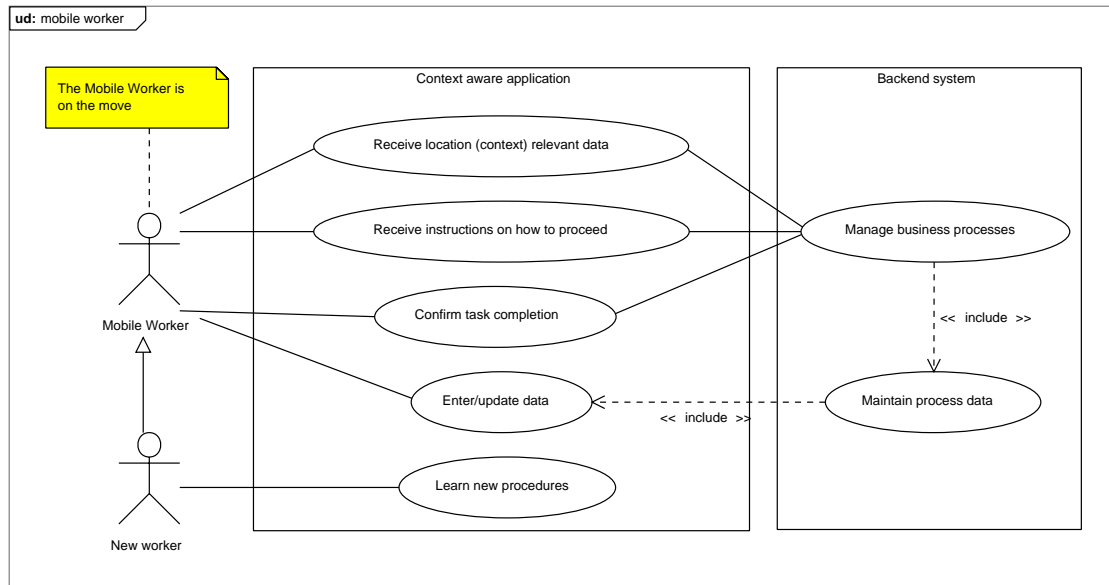 ud: mobile worker
The Mobile Worker is
on the move
Context aware application
Backend system
Receive location (context) relevant data
Receive instructions on how to proceed
Manage business processes
Confirm task completion
<< include >>
Mobile Worker
Enter/update data
<< include >>
Maintain process data
Learn new procedures
New worker